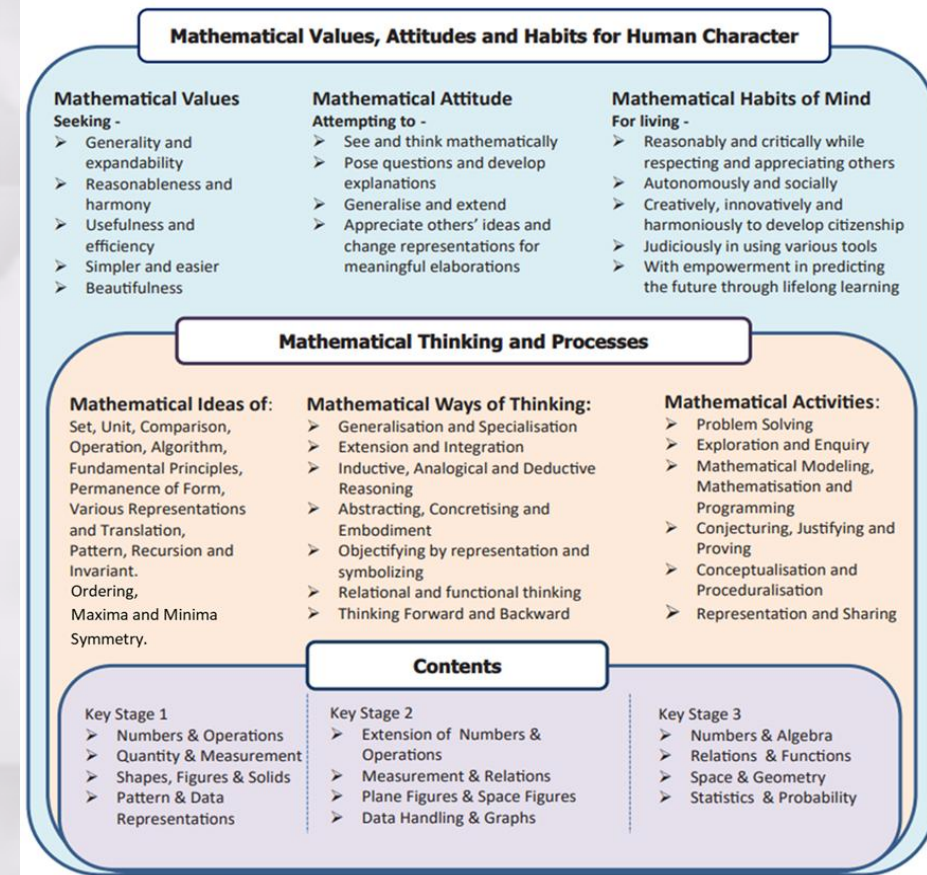 Mathematical Values, Attitudes and Habits for Human Character
Mathematical Values
Seeking -
➤ Generality and
expandability
➤ Reasonableness and
harmony
➤ Usefulness and
efficiency
➤ Simpler and easier
➤ Beautifulness
Mathematical Attitude
Attempting to -
➤ See and think mathematically
➤ Pose questions and develop
explanations
➤ Generalise and extend
➤ Appreciate others' ideas and
change representations for
meaningful elaborations
Mathematical Habits of Mind
For living -
➤ Reasonably and critically while
respecting and appreciating others
➤ Autonomously and socially
➤ Creatively, innovatively and
harmoniously to develop citizenship
➤ Judiciously in using various tools
➤ With empowerment in predicting
the future through lifelong learning
Mathematical Thinking and Processes
Mathematical Ideas of:
Set, Unit, Comparison,
Operation, Algorithm,
Fundamental Principles,
Permanence of Form,
Various Representations
and Translation,
Pattern, Recursion and
Invariant.
Ordering,
Maxima and Minima
Symmetry.
Mathematical Ways of Thinking:
➤ Generalisation and Specialisation
➤ Extension and Integration
➤ Inductive, Analogical and Deductive
Reasoning
➤ Abstracting, Concretising and
Embodiment
➤ Objectifying by representation and
symbolizing
➤ Relational and functional thinking
➤ Thinking Forward and Backward
Mathematical Activities:
➤ Problem Solving
➤ Exploration and Enquiry
➤ Mathematical Modeling,
Mathematisation and
Programming
➤ Conjecturing, Justifying and
Proving
➤ Conceptualisation and
Proceduralisation
➤ Representation and Sharing
Contents
Key Stage 1
➤ Numbers & Operations
➤ Quantity & Measurement
➤ Shapes, Figures & Solids
➤ Pattern & Data
Representations
Key Stage 2
➤ Extension of Numbers &
Operations
➤ Measurement & Relations
➤ Plane Figures & Space Figures
➤ Data Handling & Graphs
Key Stage 3
➤ Numbers & Algebra
➤ Relations & Functions
➤ Space & Geometry
➤ Statistics & Probability